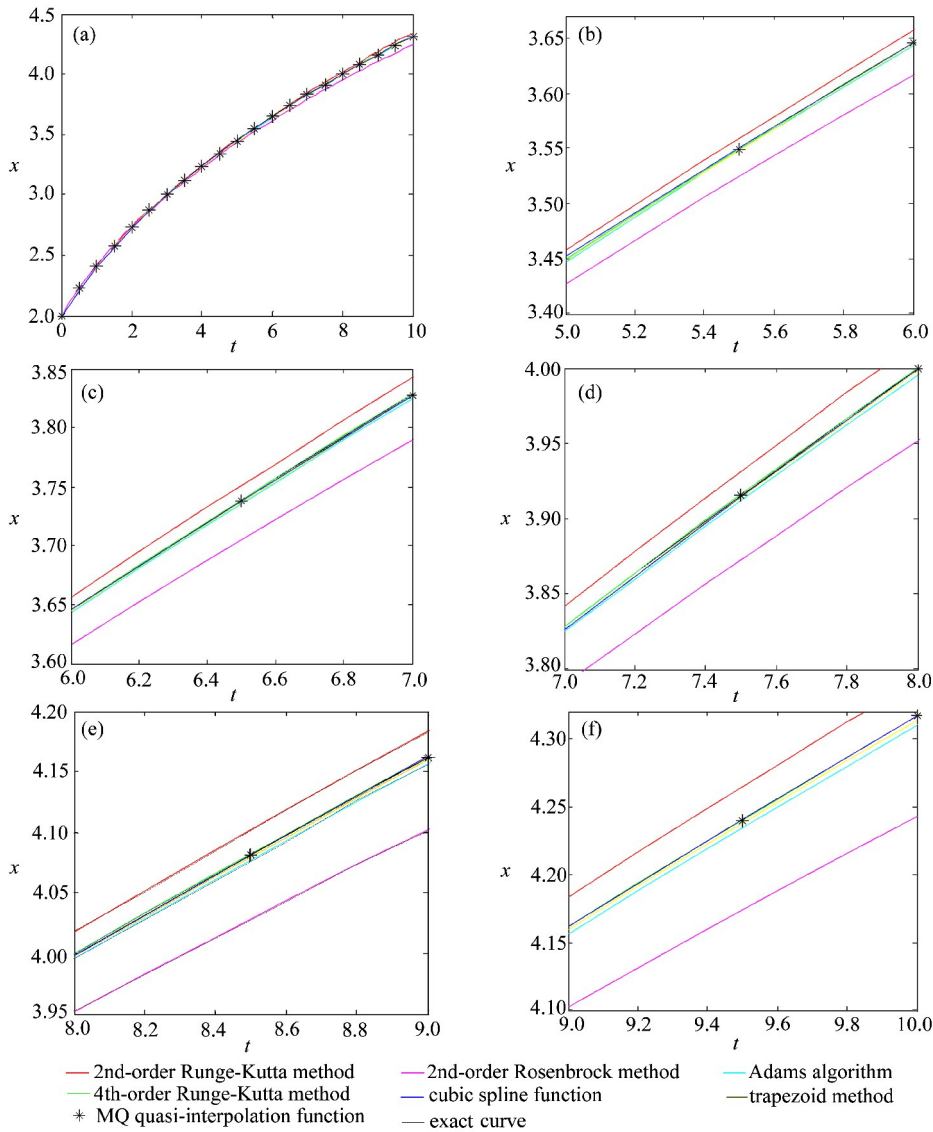 (a)
4.5
4.0
3.5
x
3.0
2.5
2.0
0 2 4 6 8 10
t
(b)
3.65
3.60
x
3.55
3.50
3.45
3.40
5.0 5.2 5.4 5.6 5.8 6.0
t
(c)
3.85
3.80
3.75
x
3.70
3.65
3.60
6.0 6.2 6.4 6.6 6.8 7.0
t
(d)
4.00
3.95
x
3.90
3.85
3.80
7.0 7.2 7.4 7.6 7.8 8.0
t
(e)
4.20
4.15
4.10
x
4.05
4.00
3.95
8.0 8.2 8.4 8.6 8.8 9.0
t
(f)
4.30
4.25
x
4.20
4.15
4.10
9.0 9.2 9.4 9.6 9.8 10.0
t
2nd-order Runge-Kutta method
4th-order Runge-Kutta method
MQ quasi-interpolation function
2nd-order Rosenbrock method
cubic spline function
exact curve
Adams algorithm
trapezoid method